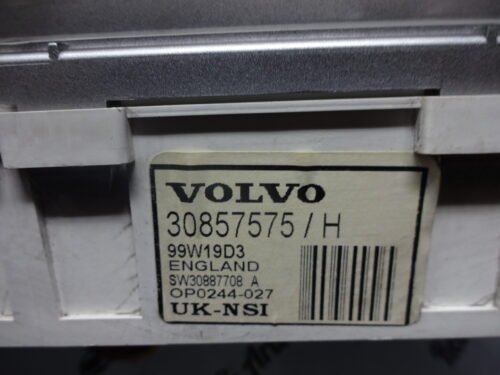 VOLVO
30857575/H
99W19D3
ENGLAND
SW30887708 A
OP0244-027
UK-NSI